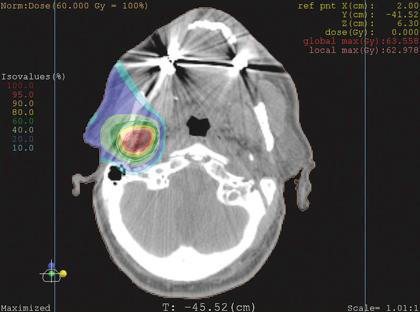 Norm:Dose(60.000 Gy = 100%)
ref pnt X(cm): 2.00
Y(cm): -41.52
Z(cm): 6.30
dose(Gy): 0.000
global max(Gy):63.558
local max(Gy):62.978
Isovalues(%)
100.0
95.0
90.0
80.0
60.0
40.0
20.0
10.0
Maximized
T: -45.52(cm)
Scale= 1.01:1